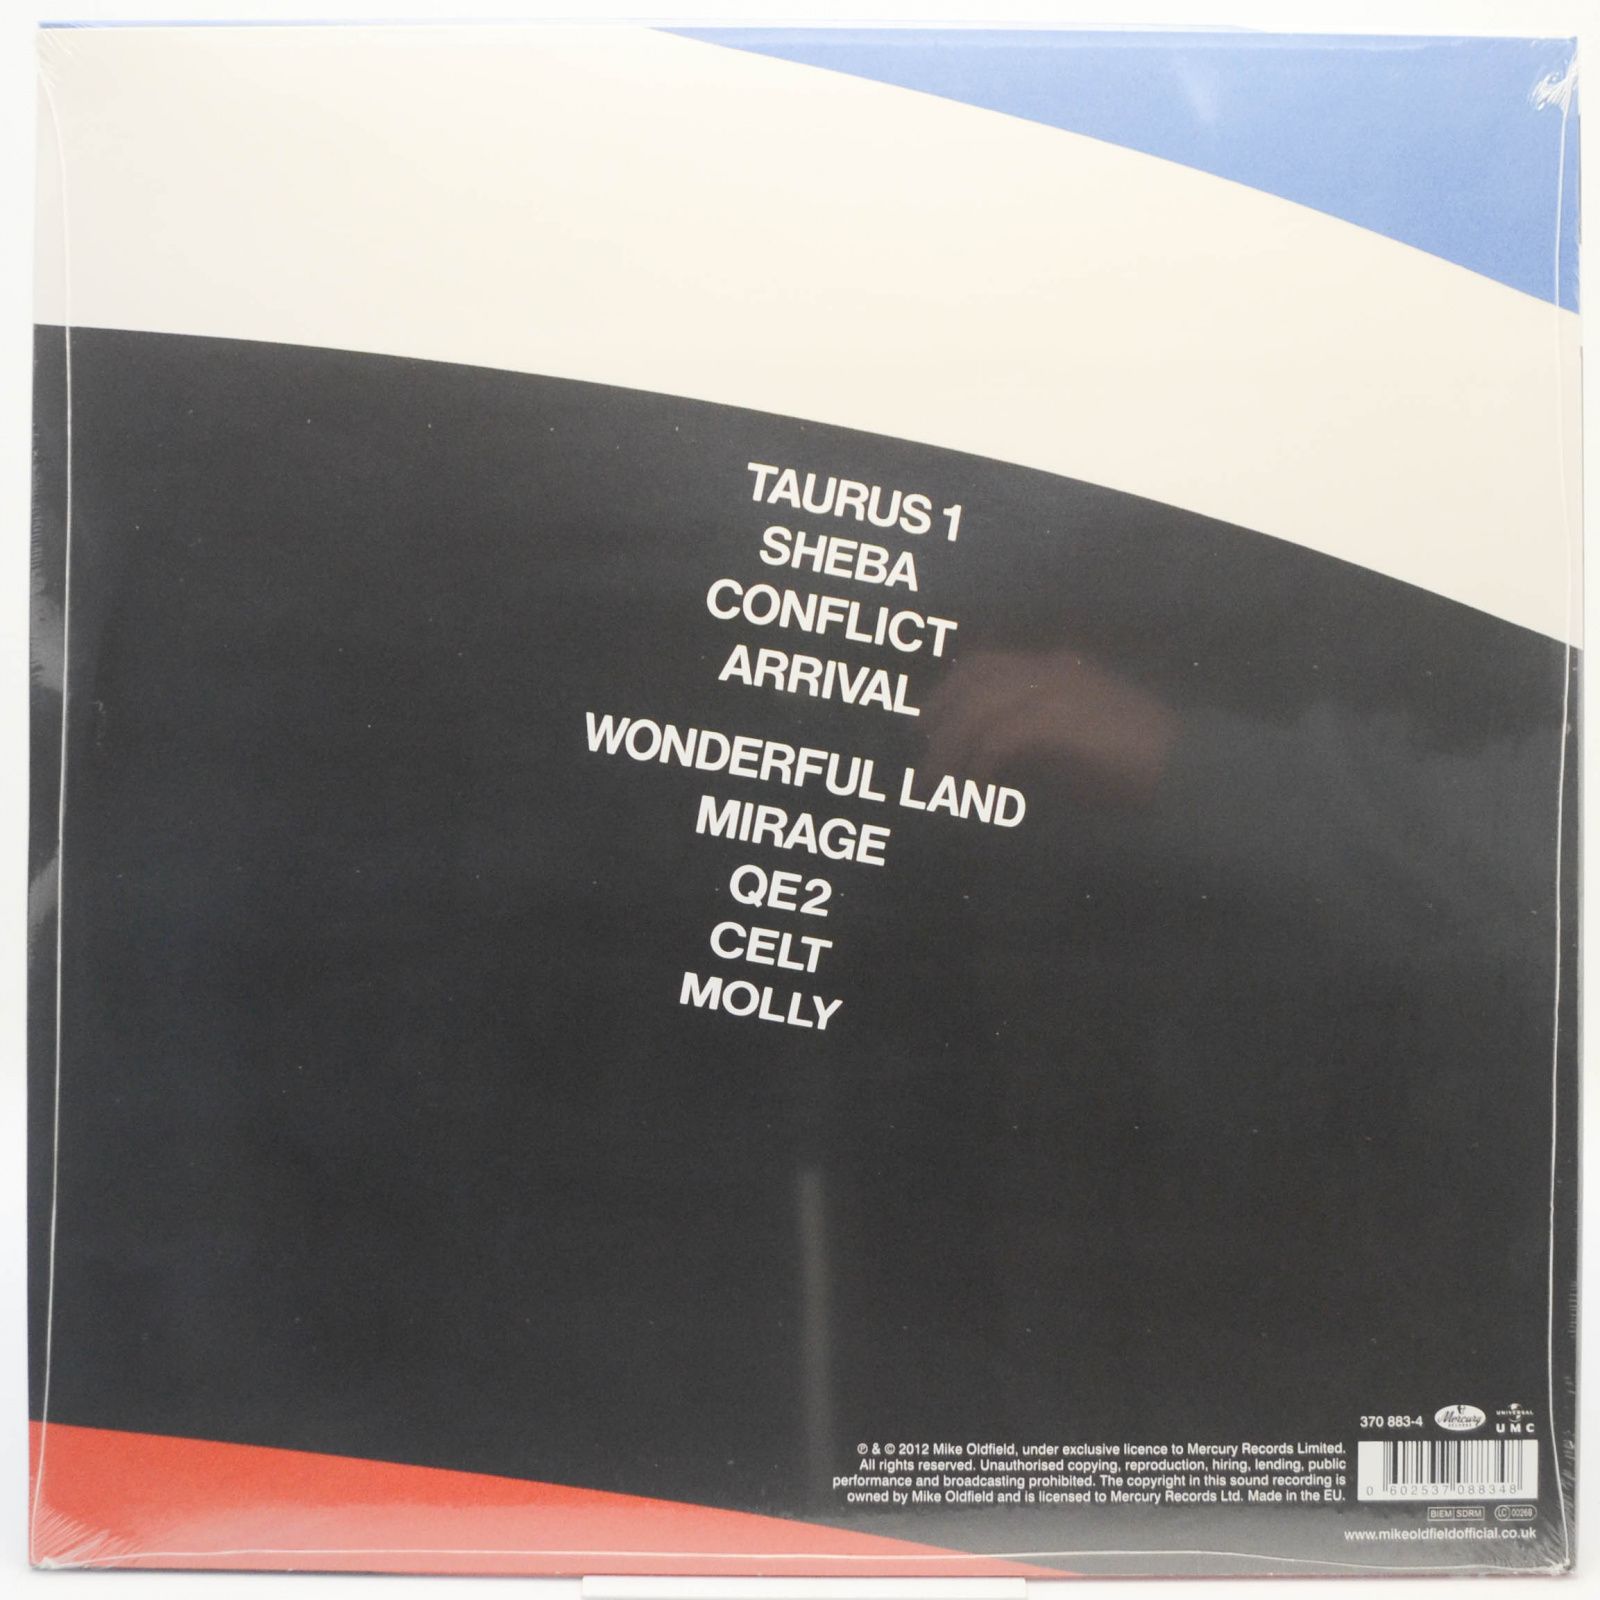 TAURUS 1
SHEBA
CONFLICT
ARRIVAL
WONDERFUL LAND
MIRAGE
QE2
CELT
MOLLY
370 883-4
Mercury
RECORDS
UNIVERSAL
UMC
℗ & © 2012 Mike Oldfield, under exclusive licence to Mercury Records Limited.
All rights reserved. Unauthorised copying, reproduction, hiring, lending, public
performance and broadcasting prohibited. The copyright in this sound recording is
owned by Mike Oldfield and is licensed to Mercury Records Ltd. Made in the EU.
0 602537 088348
BIEM SDRM
LC 00268
www.mikeoldfieldofficial.co.uk